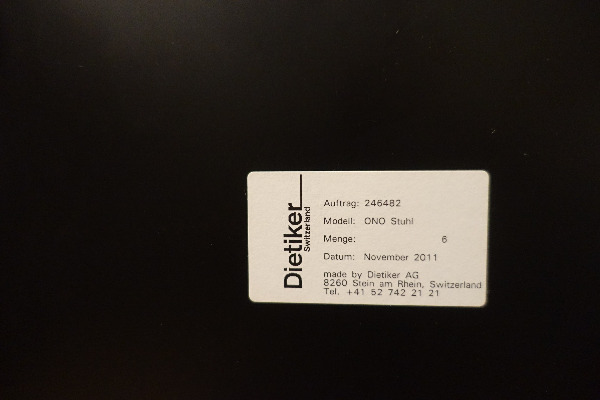 Dietiker
Switzerland
Auftrag: 246482
Modell: ONO Stuhl
Menge: 6
Datum: November 2011
made by Dietiker AG
8260 Stein am Rhein, Switzerland
Tel. +41 52 742 21 21